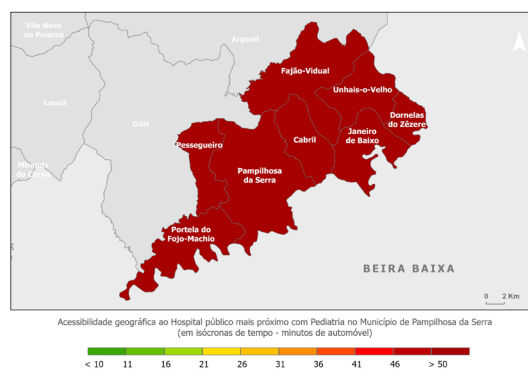 Vila Nova
de Poiares
Arganil
Fajão-Vidual
Unhais-o-Velho
Lousã
Dornelas
do Zêzere
Góis
Pessegueiro
Cabril
Janeiro
de Baixo
Miranda
do Corvo
Pampilhosa
da Serra
Portela do
Fojo-Machio
BEIRA BAIXA
0 2 Km
Acessibilidade geográfica ao Hospital público mais próximo com Pediatria no Município de Pampilhosa da Serra
(em isócronas de tempo - minutos de automóvel)
< 10 11 16 21 26 31 36 41 46 > 50